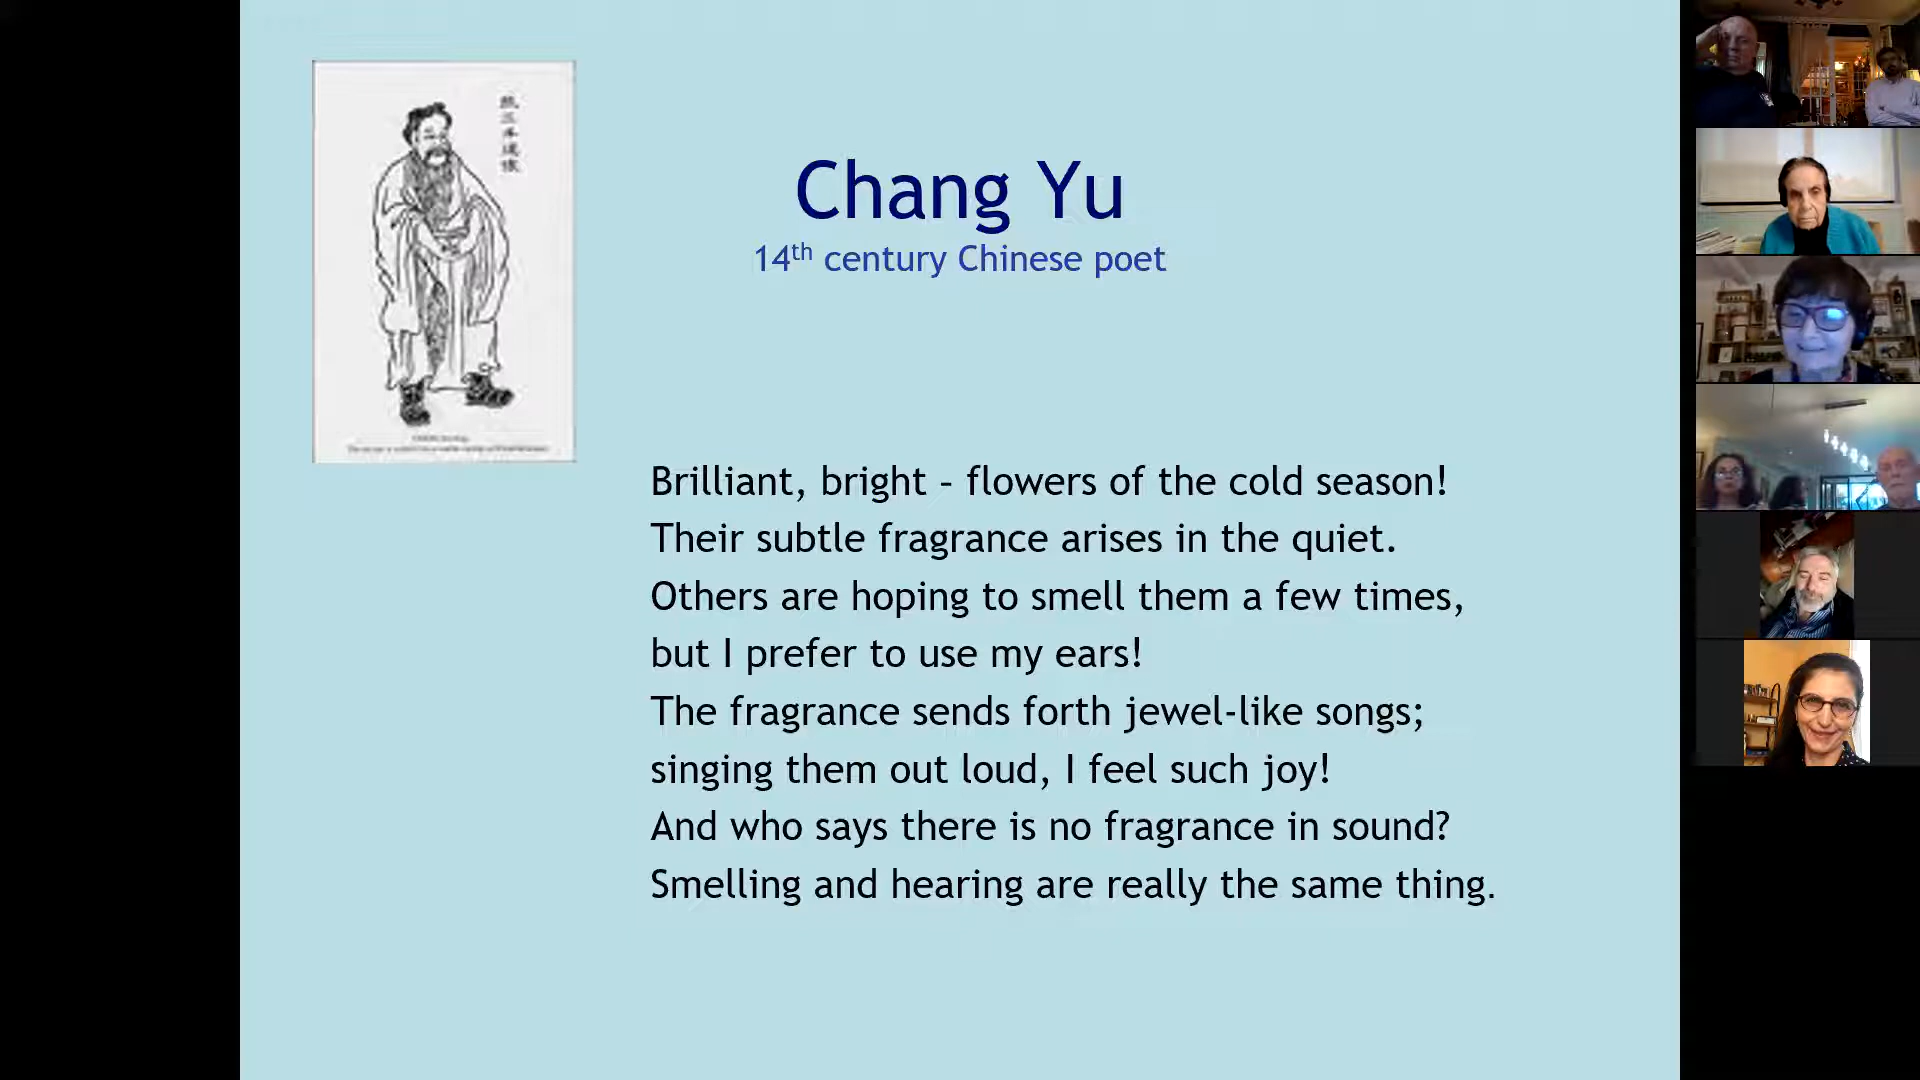 Chang Yu
14th century Chinese poet
Brilliant, bright – flowers of the cold season!
Their subtle fragrance arises in the quiet.
Others are hoping to smell them a few times,
but I prefer to use my ears!
The fragrance sends forth jewel-like songs;
singing them out loud, I feel such joy!
And who says there is no fragrance in sound?
Smelling and hearing are really the same thing.